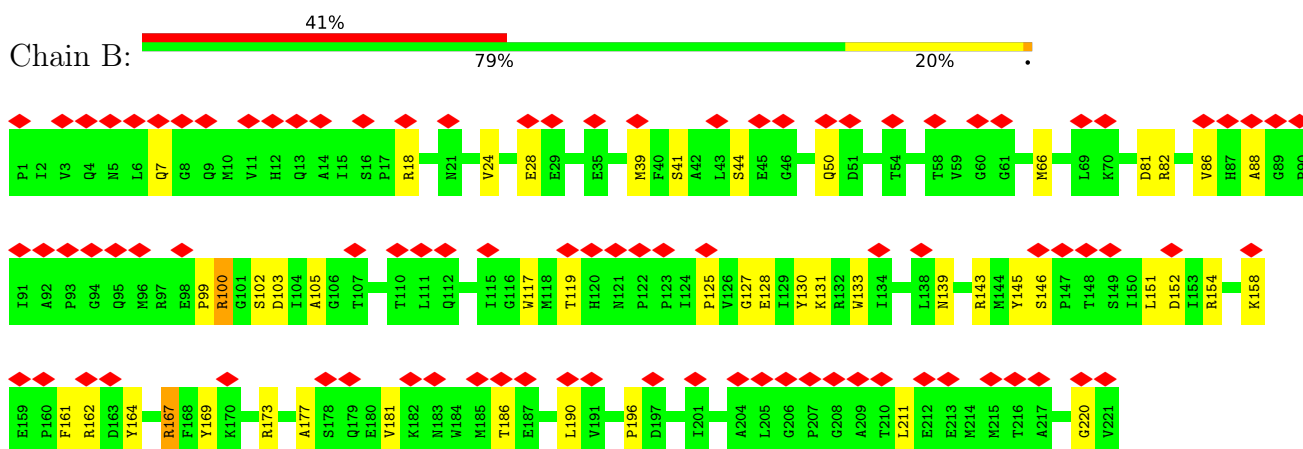 41%
Chain B:
79% 20% •
P1 I2 V3 Q4 N5 L6 Q7 G8 Q9 M10 V11 H12 Q13 A14 I15 S16 P17 R18 N21 V24 E28 E29 E35 M39 F40 S41 A42 L43 S44 E45 G46 Q50 D51 T54 T58 V59 G60 G61 M66 L69 K70 D81 R82 V86 H87 A88 G89
I91 A92 P93 G94 Q95 M96 R97 E98 P99 R100 G101 S102 D103 I104 A105 G106 T107 T110 L111 Q112 I115 G116 W117 M118 T119 H120 N121 P122 P123 I124 P125 V126 G127 E128 I129 Y130 K131 R132 W133 I134 L138 N139 R143 M144 Y145 S146 P147 T148 S149 I150 L151 D152 I153 R154 K158
E159 P160 F161 R162 D163 Y164 R167 F168 Y169 K170 R173 A177 S178 Q179 E180 V181 K182 N183 W184 M185 T186 E187 L190 V191 P196 D197 I201 A204 L205 G206 P207 G208 A209 T210 L211 E212 E213 M214 M215 T216 A217 G220 V221